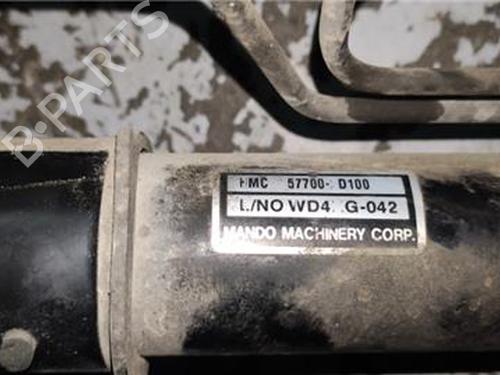 B-PARTS
HMC 57700- D100
L/NO WD4 G-042
MANDO MACHINERY CORP.